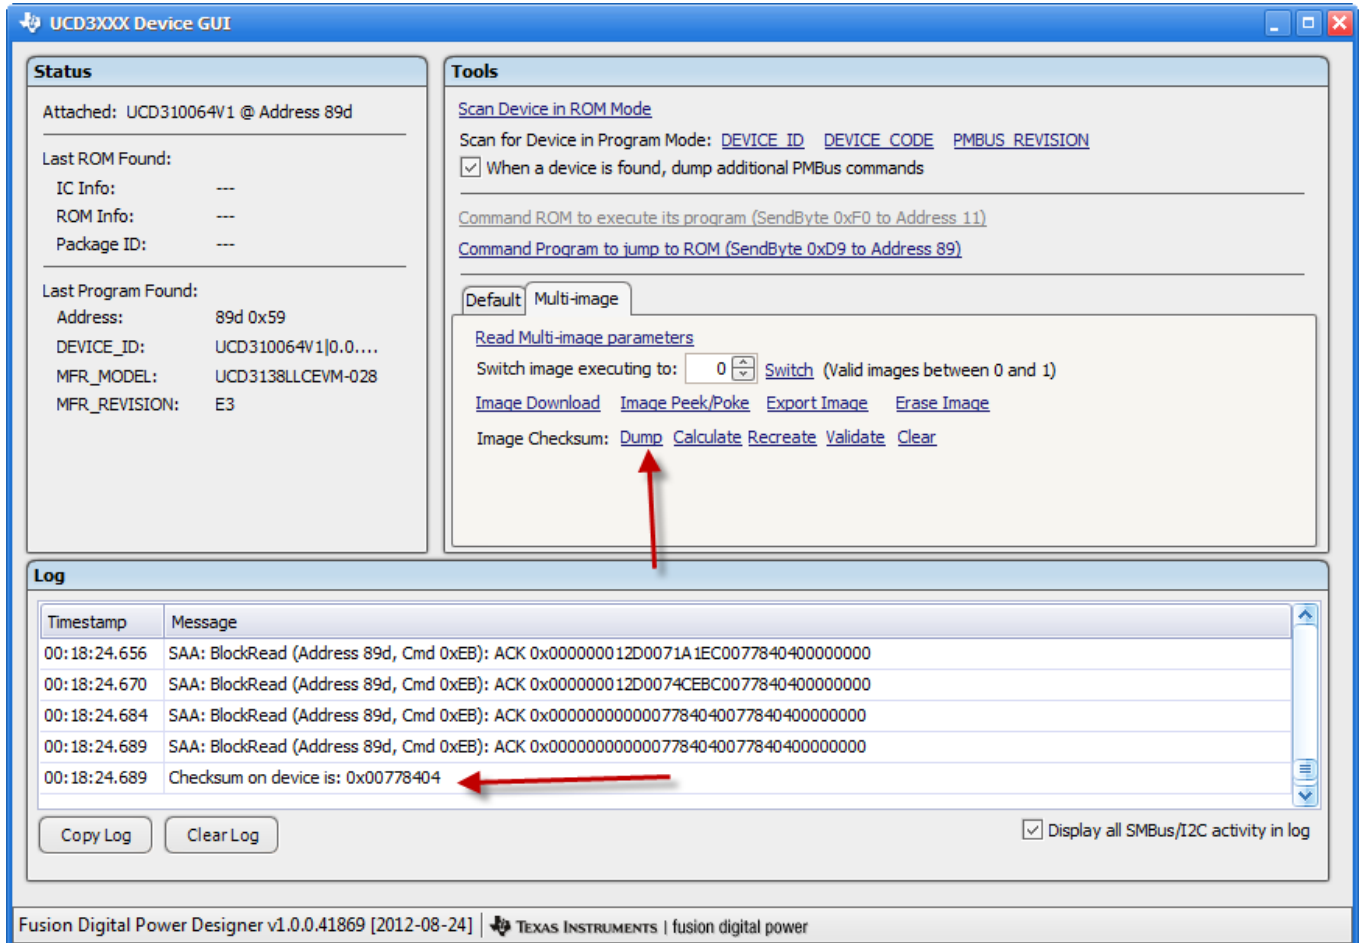 UCD3XXX Device GUI
Status
Attached: UCD310064V1 @ Address 89d
Last ROM Found:
IC Info: ---
ROM Info: ---
Package ID: ---
Last Program Found:
Address: 89d 0x59
DEVICE_ID: UCD310064V1|0.0....
MFR_MODEL: UCD3138LLCEVM-028
MFR_REVISION: E3
Tools
Scan Device in ROM Mode
Scan for Device in Program Mode: DEVICE_ID DEVICE_CODE PMBUS_REVISION
When a device is found, dump additional PMBus commands
Command ROM to execute its program (SendByte 0xF0 to Address 11)
Command Program to jump to ROM (SendByte 0xD9 to Address 89)
Default Multi-image
Read Multi-image parameters
Switch image executing to: 0 Switch (Valid images between 0 and 1)
Image Download Image Peek/Poke Export Image Erase Image
Image Checksum: Dump Calculate Recreate Validate Clear
Log
Timestamp Message
00:18:24.656 SAA: BlockRead (Address 89d, Cmd 0xEB): ACK 0x000000012D0071A1EC0077840400000000
00:18:24.670 SAA: BlockRead (Address 89d, Cmd 0xEB): ACK 0x000000012D0074CEBC0077840400000000
00:18:24.684 SAA: BlockRead (Address 89d, Cmd 0xEB): ACK 0x0000000000007784040077840400000000
00:18:24.689 SAA: BlockRead (Address 89d, Cmd 0xEB): ACK 0x0000000000007784040077840400000000
00:18:24.689 Checksum on device is: 0x00778404
Copy Log Clear Log Display all SMBus/I2C activity in log
Fusion Digital Power Designer v1.0.0.41869 [2012-08-24] TEXAS INSTRUMENTS | fusion digital power